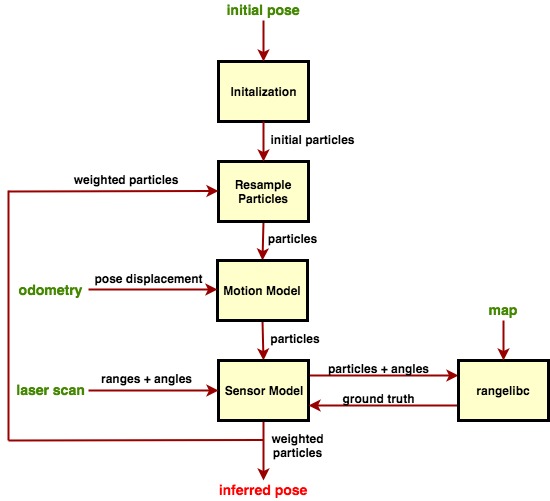 initial pose
Initalization
initial particles
weighted particles
Resample
Particles
particles
pose displacement
odometry
Motion Model
particles
map
laser scan
ranges + angles
Sensor Model
particles + angles
ground truth
rangelibc
weighted
particles
inferred pose